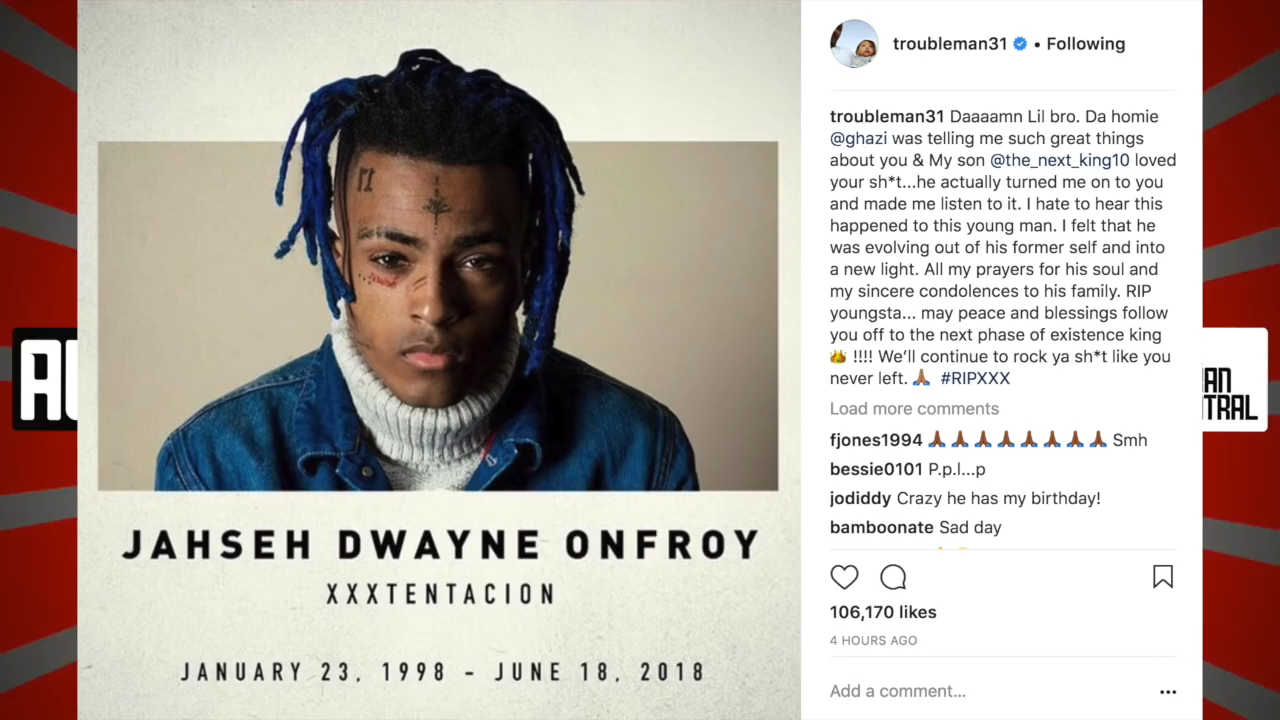 JAHSEH DWAYNE ONFROY
XXXTENTACION
JANUARY 23, 1998 - JUNE 18, 2018
troubleman31 • Following
troubleman31 Daaaamn Lil bro. Da homie
@ghazi was telling me such great things
about you & My son @the_next_king10 loved
your sh*t...he actually turned me on to you
and made me listen to it. I hate to hear this
happened to this young man. I felt that he
was evolving out of his former self and into
a new light. All my prayers for his soul and
my sincere condolences to his family. RIP
youngsta... may peace and blessings follow
you off to the next phase of existence king
👑 !!!! We'll continue to rock ya sh*t like you
never left. 🙏🏽 #RIPXXX
Load more comments
fjones1994 🙏🏾🙏🏾🙏🏾🙏🏾🙏🏾🙏🏾🙏🏾🙏🏾 Smh
bessie0101 P.p.l...p
jodiddy Crazy he has my birthday!
bamboonate Sad day
106,170 likes
4 HOURS AGO
Add a comment...